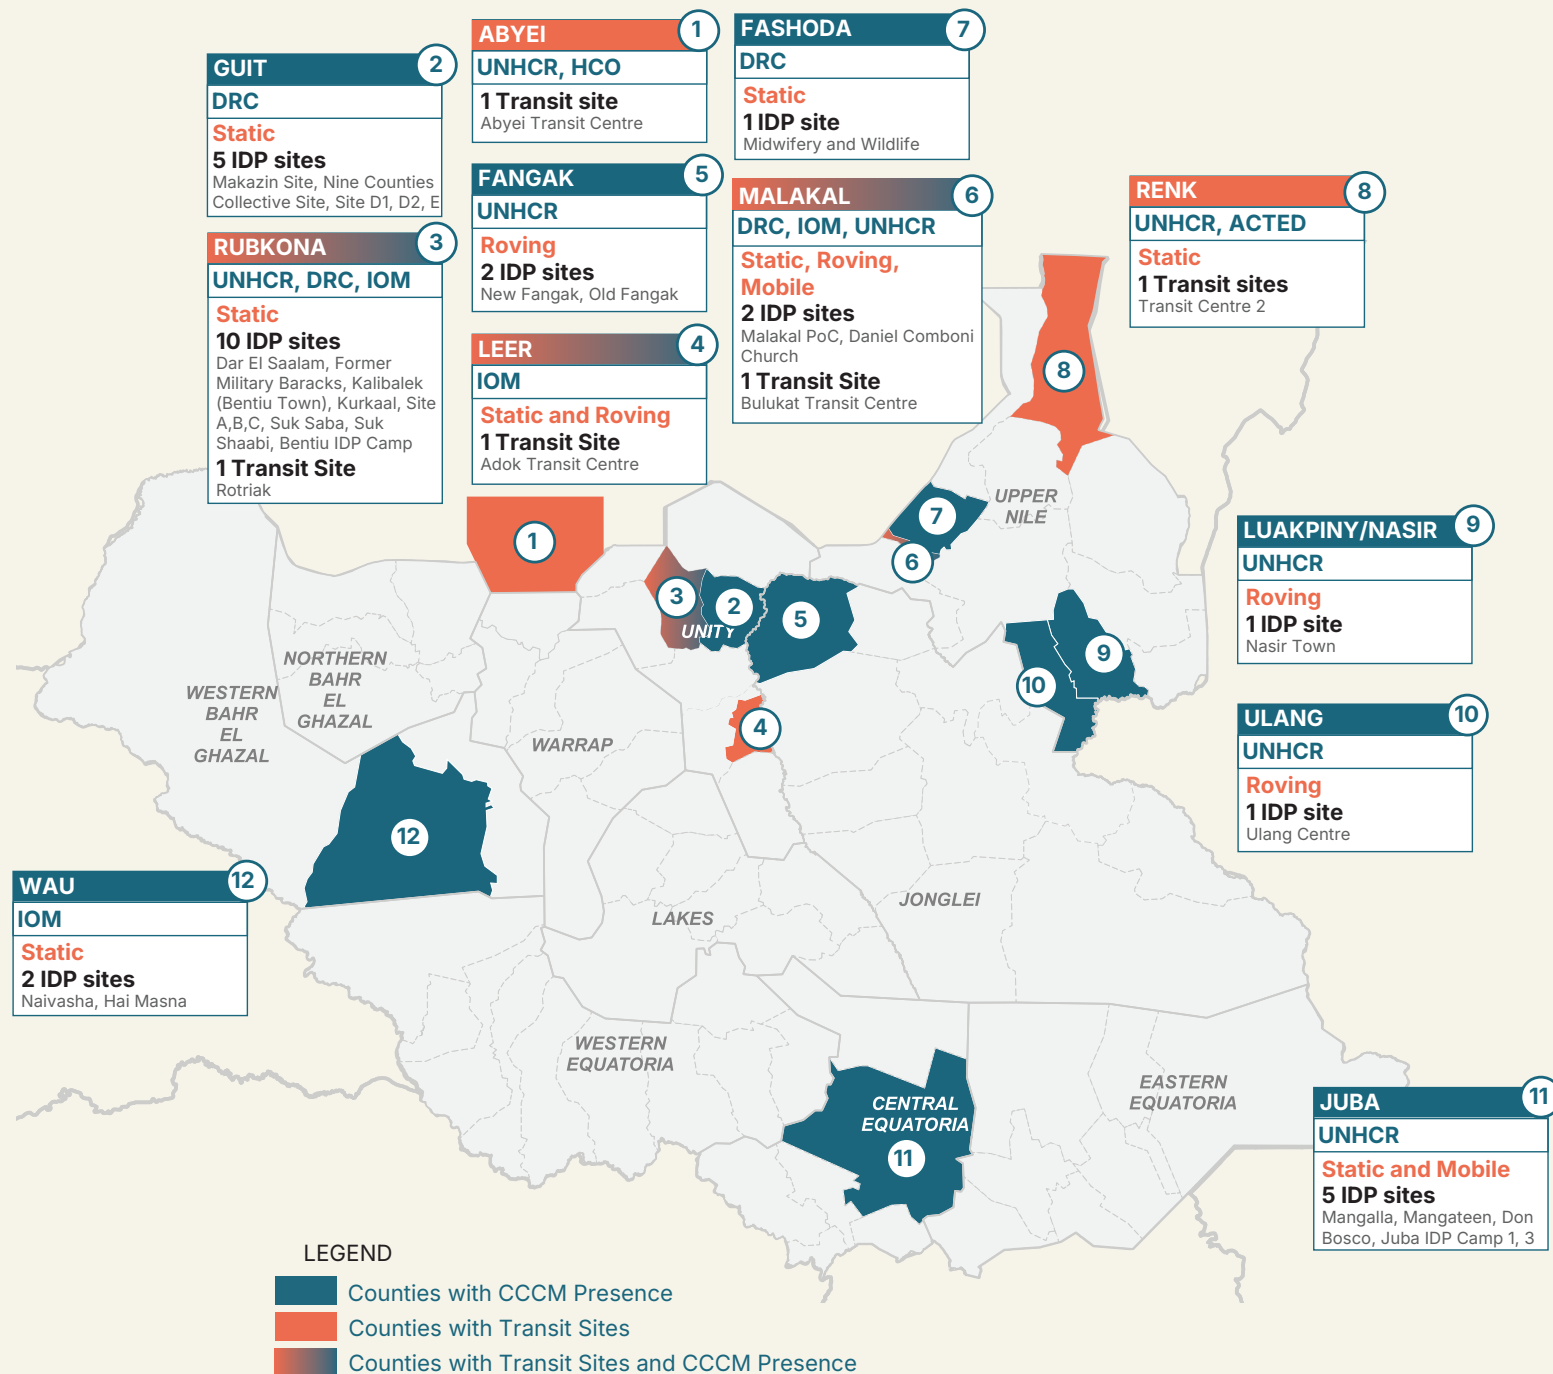 ABYEI
1
UNHCR, HCO
1 Transit site
Abyei Transit Centre
GUIT
2
DRC
Static
5 IDP sites
Makazin Site, Nine Counties
Collective Site, Site D1, D2, E
RUBKONA
3
UNHCR, DRC, IOM
Static
10 IDP sites
Dar El Saalam, Former
Military Baracks, Kalibalek
(Bentiu Town), Kurkaal, Site
A,B,C, Suk Saba, Suk
Shaabi, Bentiu IDP Camp
1 Transit Site
Rotriak
LEER
4
IOM
Static and Roving
1 Transit Site
Adok Transit Centre
FANGAK
5
UNHCR
Roving
2 IDP sites
New Fangak, Old Fangak
MALAKAL
6
DRC, IOM, UNHCR
Static, Roving,
Mobile
2 IDP sites
Malakal PoC, Daniel Comboni
Church
1 Transit Site
Bulukat Transit Centre
FASHODA
7
DRC
Static
1 IDP site
Midwifery and Wildlife
RENK
8
UNHCR, ACTED
Static
1 Transit sites
Transit Centre 2
LUAKPINY/NASIR
9
UNHCR
Roving
1 IDP site
Nasir Town
ULANG
10
UNHCR
Roving
1 IDP site
Ulang Centre
JUBA
11
UNHCR
Static and Mobile
5 IDP sites
Mangalla, Mangateen, Don
Bosco, Juba IDP Camp 1, 3
WAU
12
IOM
Static
2 IDP sites
Naivasha, Hai Masna
8
UPPER
NILE
7
6
1
3
2
UNITY
5
9
10
4
NORTHERN
BAHR
EL
GHAZAL
WESTERN
BAHR
EL
GHAZAL
WARRAP
12
LAKES
JONGLEI
WESTERN
EQUATORIA
CENTRAL
EQUATORIA
11
EASTERN
EQUATORIA
LEGEND
Counties with CCCM Presence
Counties with Transit Sites
Counties with Transit Sites and CCCM Presence